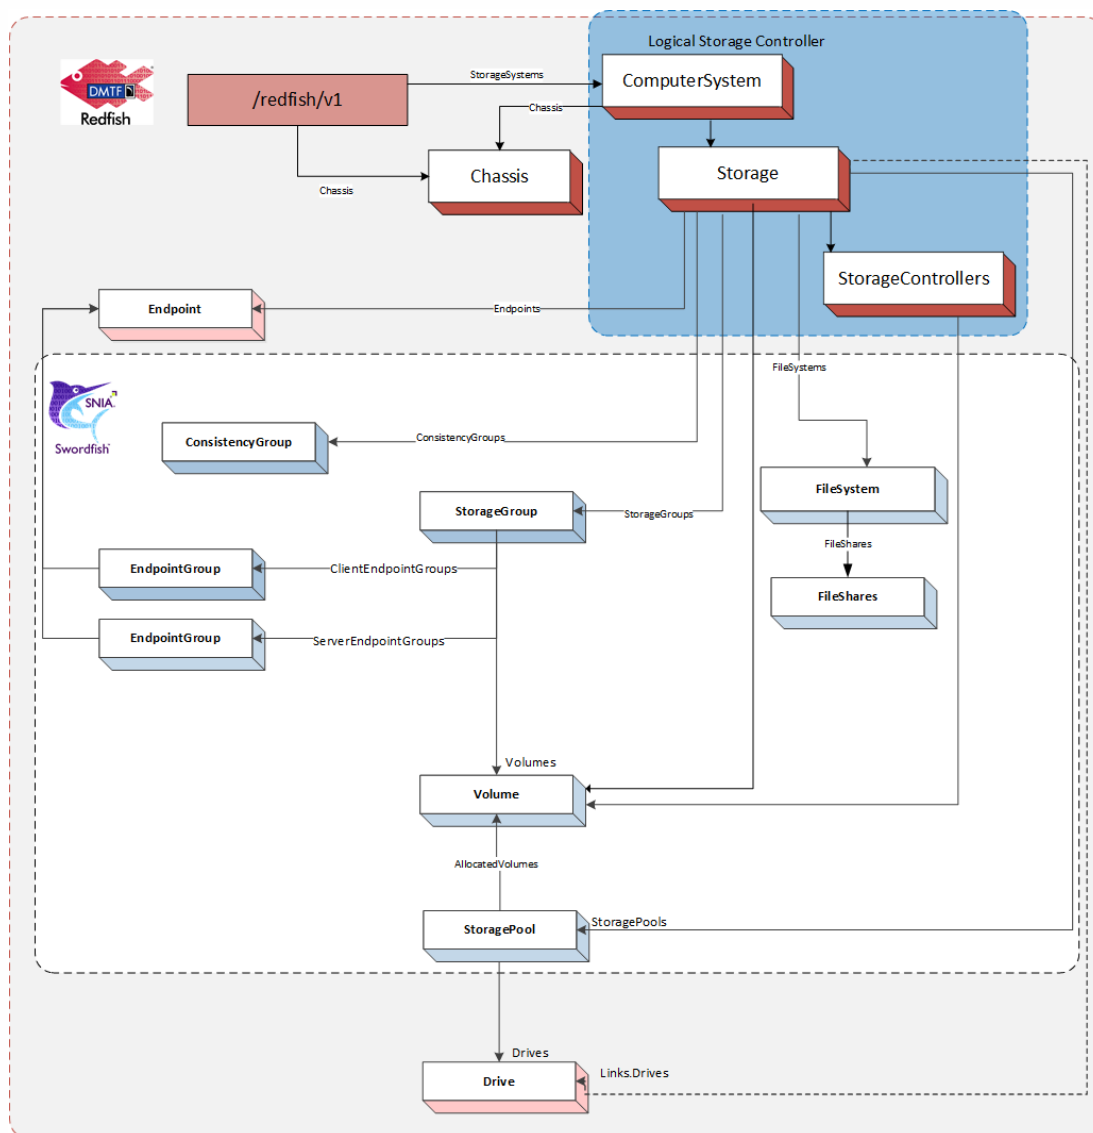 Logical Storage Controller
StorageSystems
ComputerSystem
DMTF
Redfish
/redfish/v1
Chassis
Chassis
Storage
Chassis
StorageControllers
Endpoint
Endpoints
FileSystems
SNIA
Swordfish
ConsistencyGroup
ConsistencyGroups
FileSystem
StorageGroup
StorageGroups
FileShares
EndpointGroup
ClientEndpointGroups
FileShares
EndpointGroup
ServerEndpointGroups
Volumes
Volume
AllocatedVolumes
StoragePool
StoragePools
Drives
Links.Drives
Drive